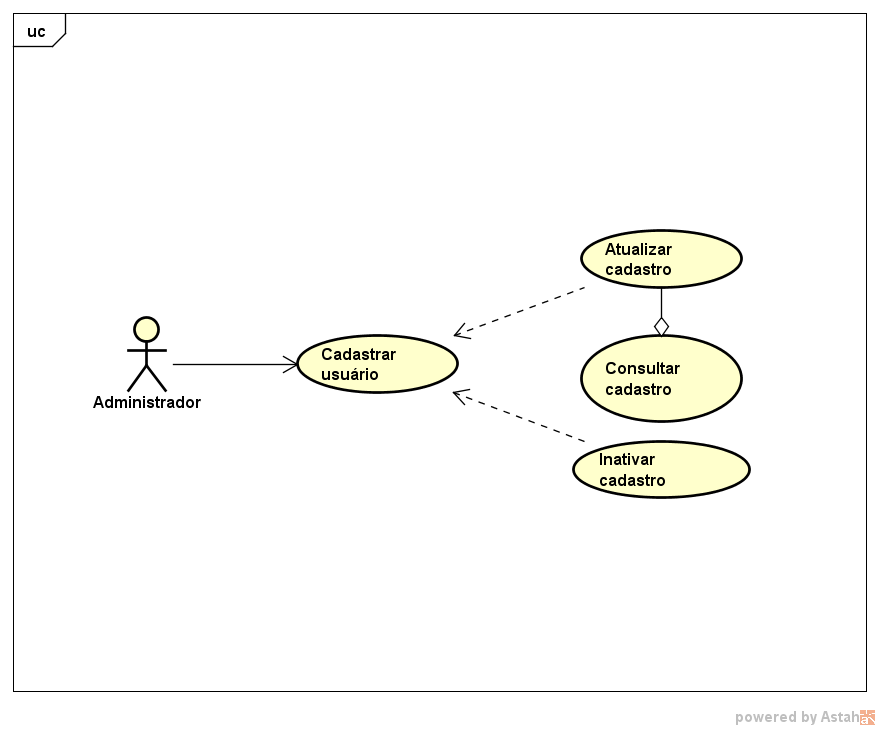 uc
Atualizar
cadastro
Cadastrar
usuário
Consultar
cadastro
Administrador
Inativar
cadastro
powered by Astah